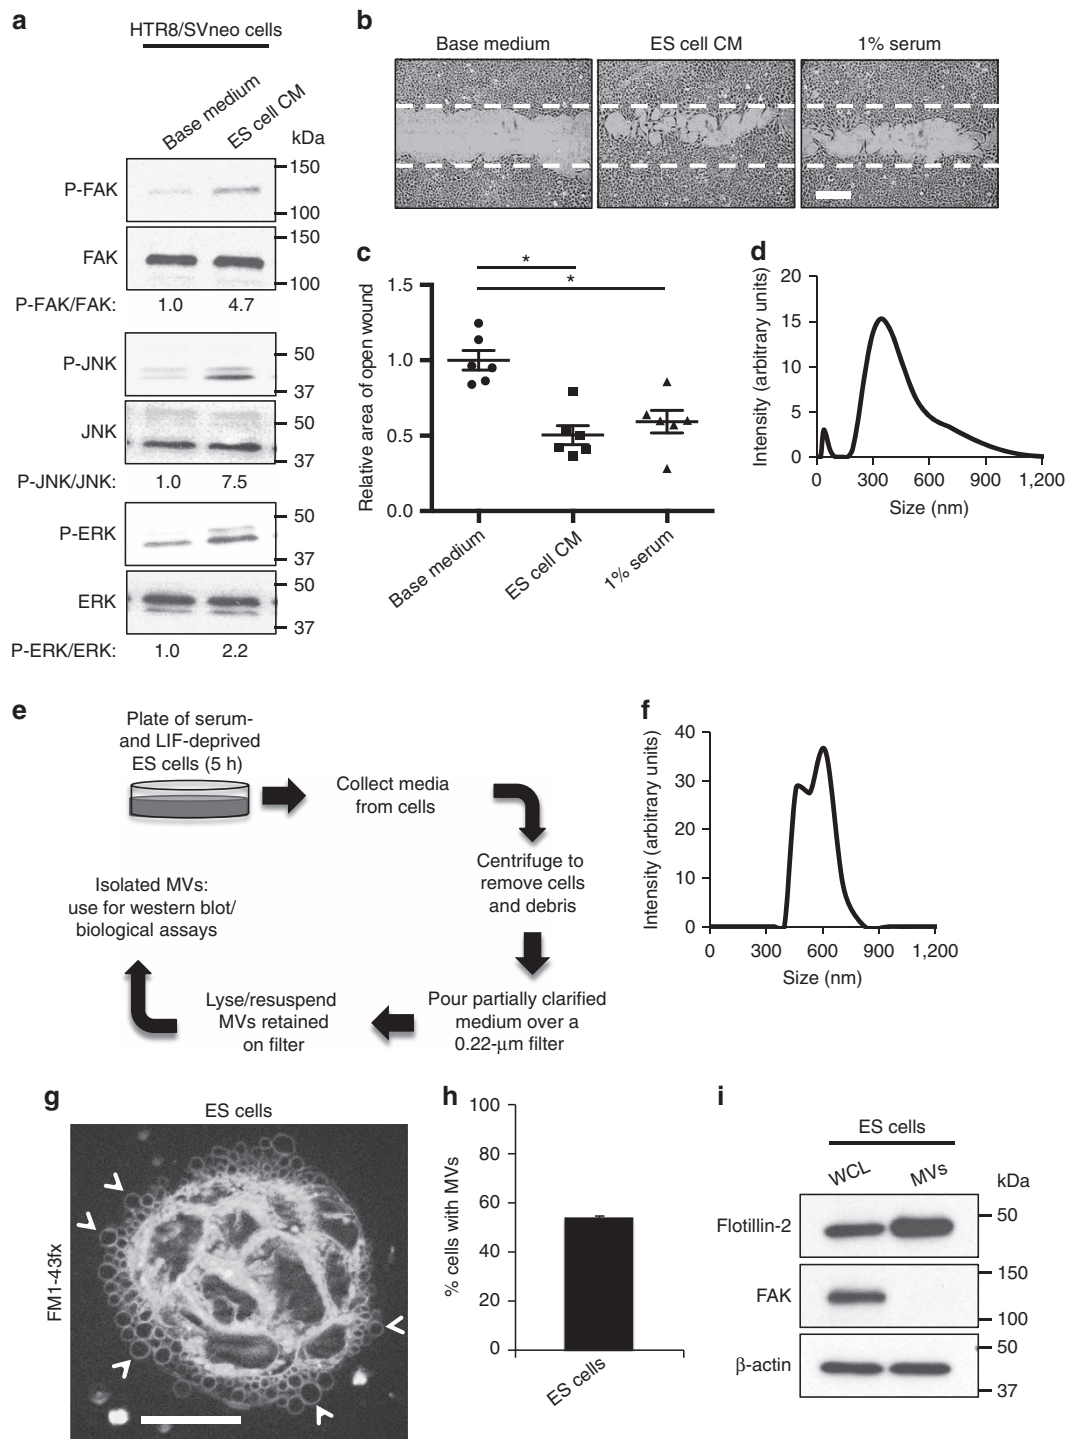 a
HTR8/SVneo cells
Base medium
ES cell CM
kDa
P-FAK
150
100
FAK
150
100
P-FAK/FAK: 1.0 4.7
P-JNK
50
37
JNK
50
37
P-JNK/JNK: 1.0 7.5
P-ERK
50
37
ERK
50
37
P-ERK/ERK: 1.0 2.2
b
Base medium
ES cell CM
1% serum
c
*
*
Relative area of open wound
1.5
1.0
0.5
0.0
Base medium
ES cell CM
1% serum
d
Intensity (arbitrary units)
20
15
10
5
0
0 300 600 900 1,200
Size (nm)
e
Plate of serum-
and LIF-deprived
ES cells (5 h)
Collect media
from cells
Centrifuge to
remove cells
and debris
Pour partially clarified
medium over a
0.22-μm filter
Lyse/resuspend
MVs retained
on filter
Isolated MVs:
use for western blot/
biological assays
f
Intensity (arbitrary units)
40
30
20
10
0
0 300 600 900 1,200
Size (nm)
g
ES cells
FM1-43fx
h
% cells with MVs
100
80
60
40
20
0
ES cells
i
ES cells
WCL
MVs
kDa
Flotillin-2
50
FAK
150
100
β-actin
50
37